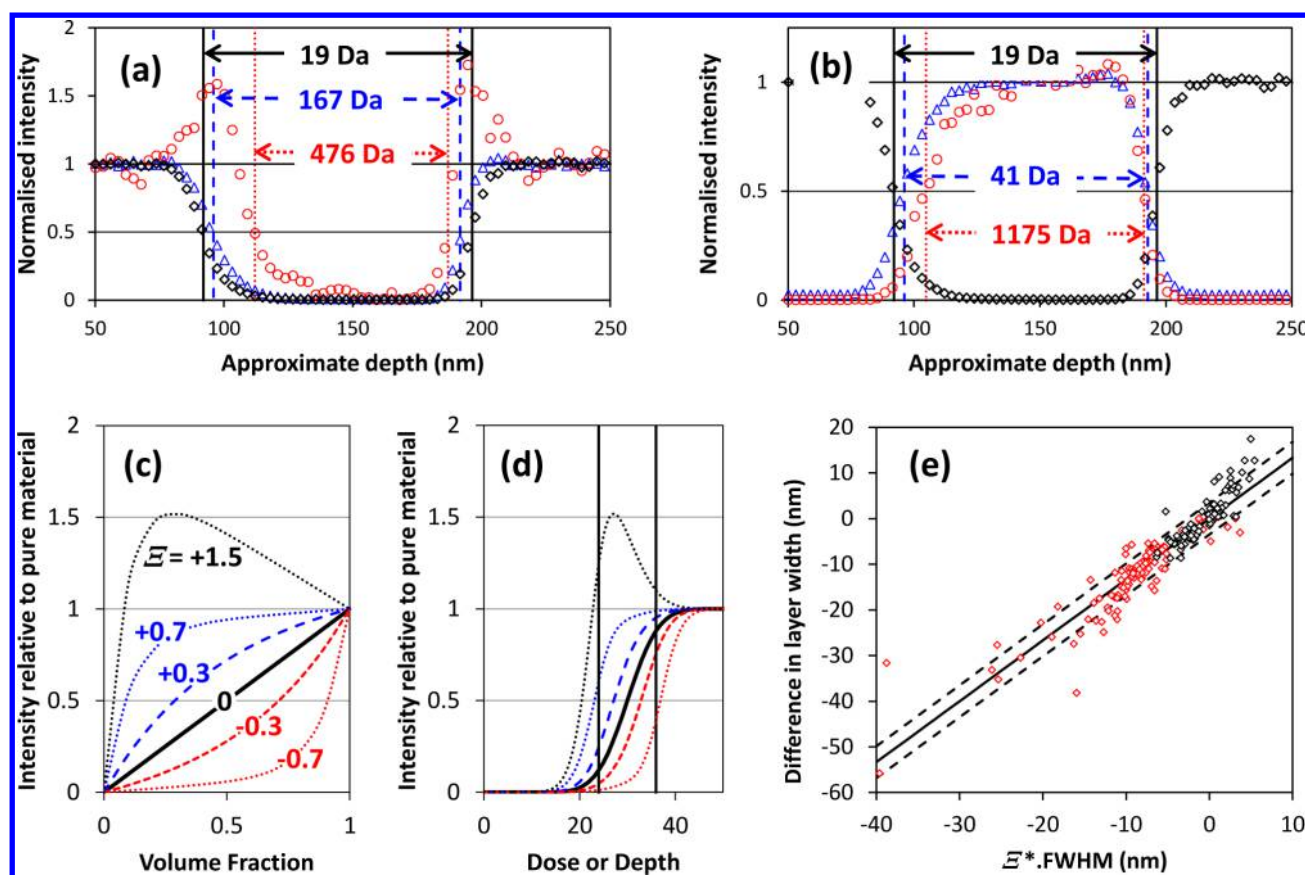 (a)
Normalised intensity
2
1.5
1
0.5
0
19 Da
167 Da
476 Da
50
100
150
200
250
Approximate depth (nm)
(b)
Normalised intensity
1
0.5
0
19 Da
41 Da
1175 Da
50
100
150
200
250
Approximate depth (nm)
(c)
Intensity relative to pure material
2
1.5
1
0.5
0
Ξ = +1.5
+0.7
+0.3
0
-0.3
-0.7
0
0.5
1
Volume Fraction
(d)
Intensity relative to pure material
2
1.5
1
0.5
0
0
20
40
Dose or Depth
(e)
Difference in layer width (nm)
20
10
0
-10
-20
-30
-40
-50
-60
-40
-30
-20
-10
0
10
Ξ*.FWHM (nm)